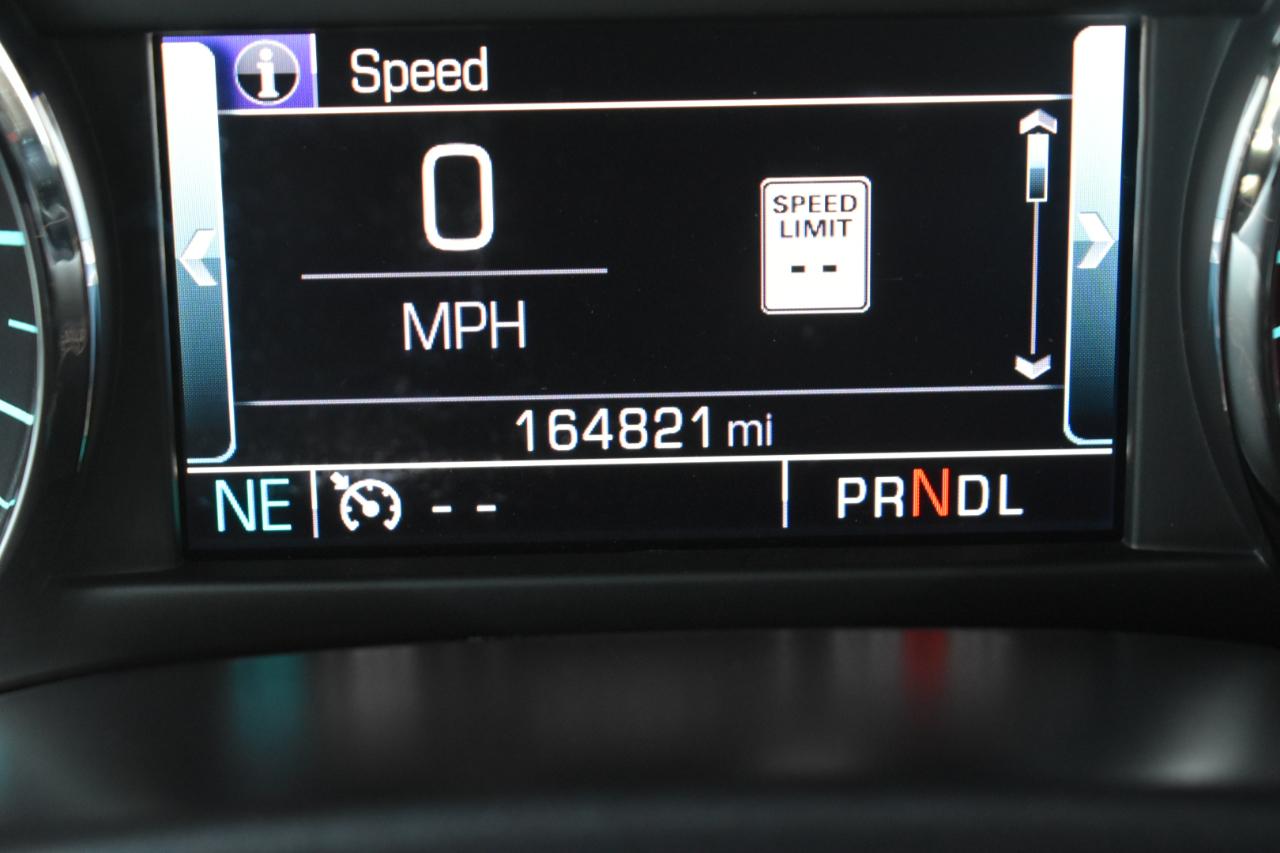 i Speed
0
MPH
SPEED
LIMIT
--
164821 mi
NE -- PRNDL